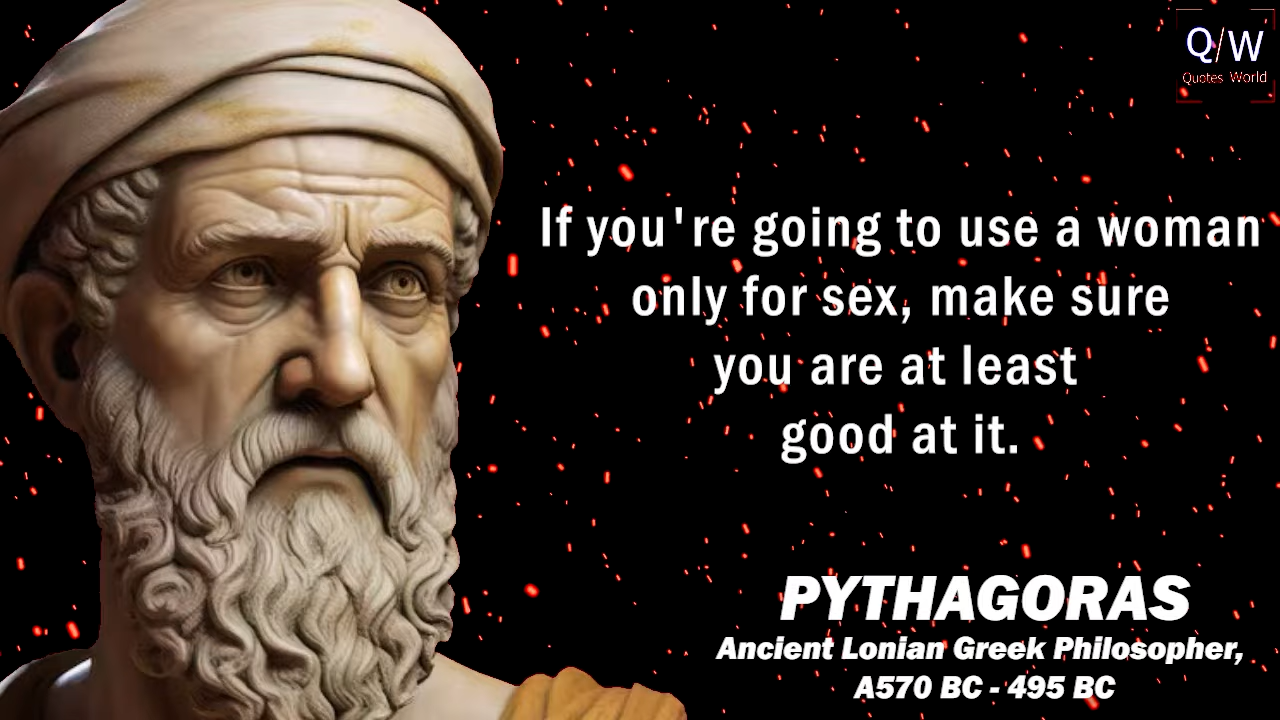 Q/W
Quotes World
If you're going to use a woman
only for sex, make sure
you are at least
good at it.
PYTHAGORAS
Ancient Lonian Greek Philosopher,
A570 BC - 495 BC